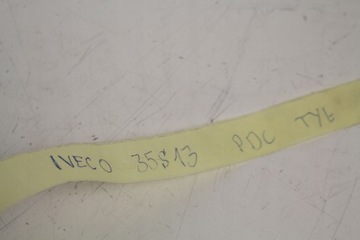 IVECO 35S13 PDC TYŁ